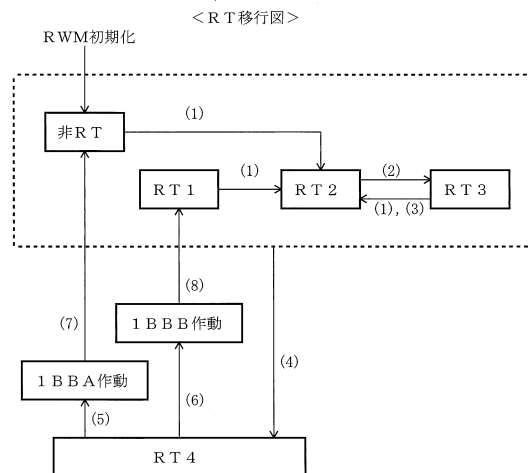 ＜ＲＴ移行図＞
ＲＷＭ初期化
非ＲＴ
(1)
ＲＴ１
(1)
ＲＴ２
(2)
(1),(3)
ＲＴ３
(8)
(7)
１ＢＢＢ作動
(4)
１ＢＢＡ作動
(5)
(6)
ＲＴ４